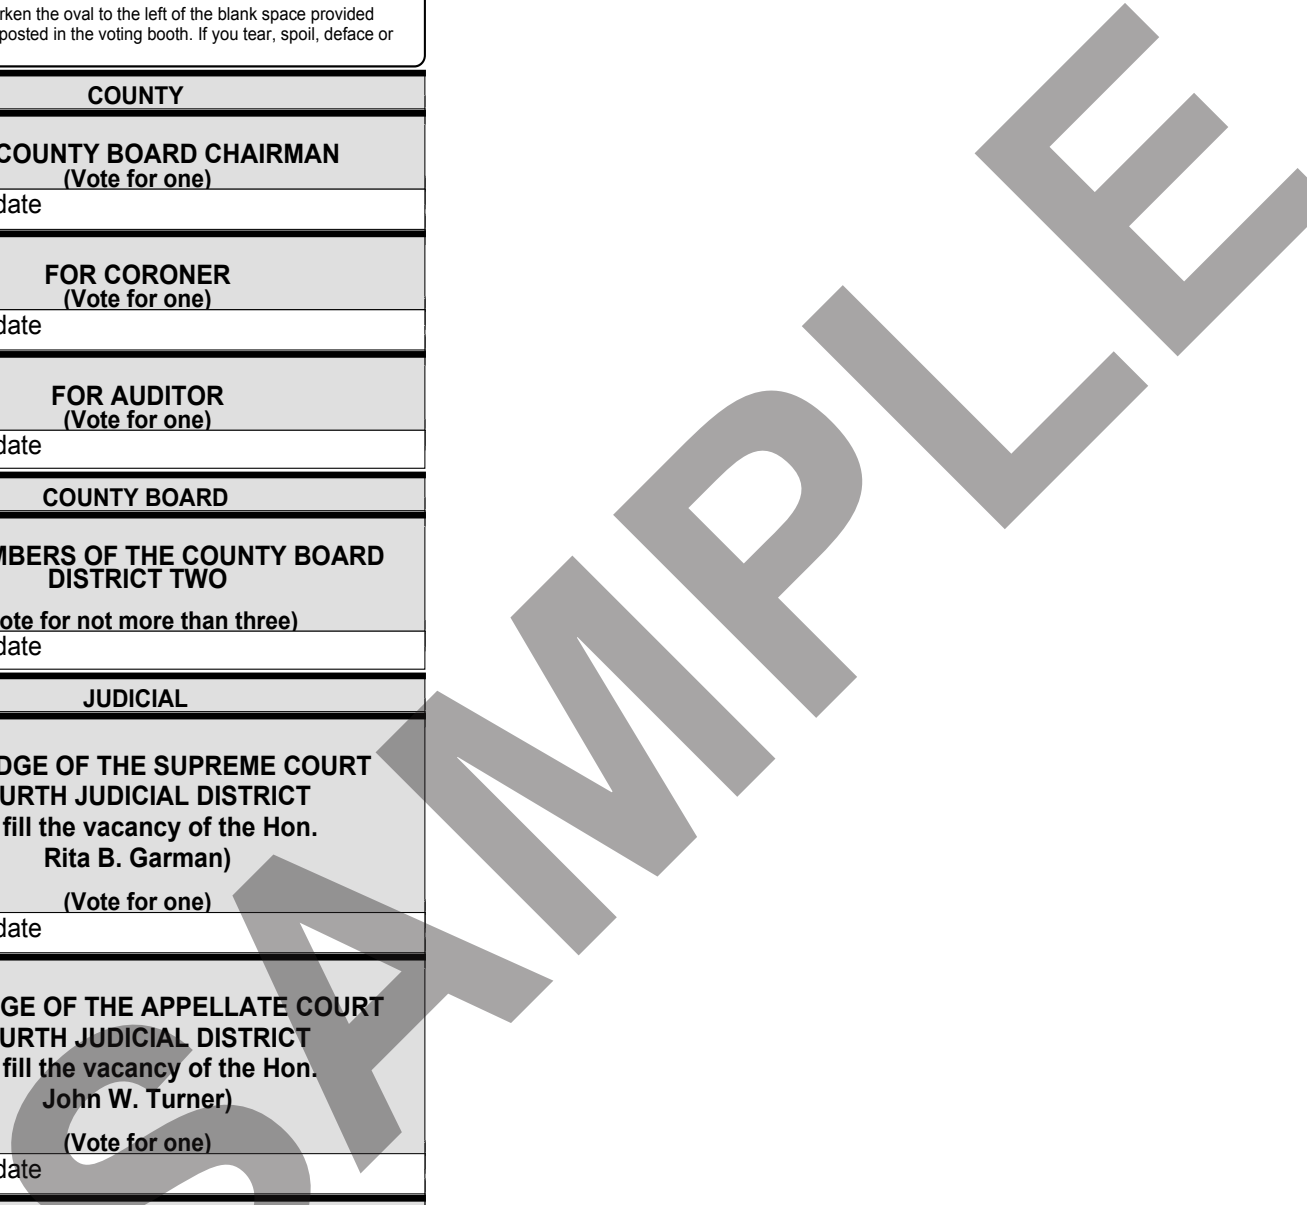 rken the oval to the left of the blank space provided
posted in the voting booth. If you tear, spoil, deface or
COUNTY
COUNTY BOARD CHAIRMAN
(Vote for one)
date
FOR CORONER
(Vote for one)
date
FOR AUDITOR
(Vote for one)
date
COUNTY BOARD
MBERS OF THE COUNTY BOARD
DISTRICT TWO
ote for not more than three)
date
JUDICIAL
DGE OF THE SUPREME COURT
URTH JUDICIAL DISTRICT
fill the vacancy of the Hon.
Rita B. Garman)
(Vote for one)
date
GE OF THE APPELLATE COURT
URTH JUDICIAL DISTRICT
fill the vacancy of the Hon.
John W. Turner)
(Vote for one)
date
SAMPLE